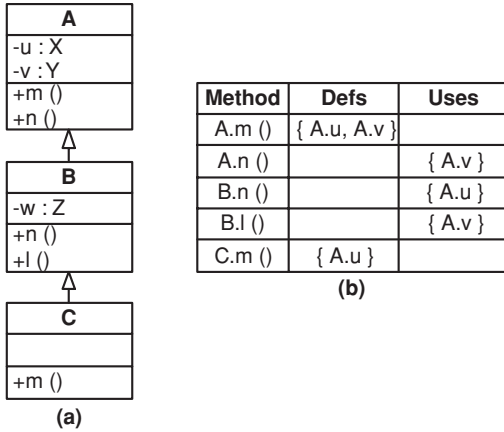 A
-u : X
-v : Y
+m ()
+n ()
B
-w : Z
+n ()
+l ()
C
+m ()
(a)
Method Defs Uses
A.m () { A.u, A.v }
A.n () { A.v }
B.n () { A.u }
B.l () { A.v }
C.m () { A.u }
(b)